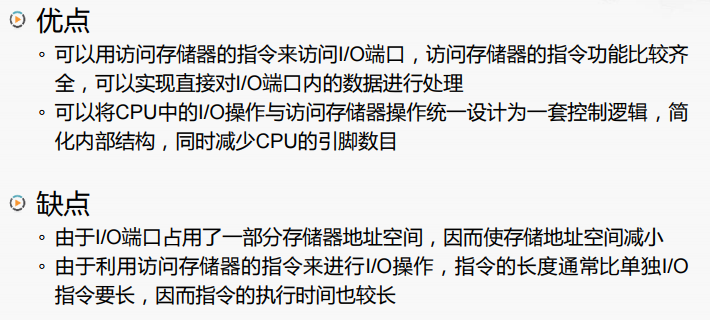 优点
可以用访问存储器的指令来访问I/O端口，访问存储器的指令功能比较齐
全，可以实现直接对I/O端口内的数据进行处理
可以将CPU中的I/O操作与访问存储器操作统一设计为一套控制逻辑，简
化内部结构，同时减少CPU的引脚数目
缺点
由于I/O端口占用了一部分存储器地址空间，因而使存储地址空间减小
由于利用访问存储器的指令来进行I/O操作，指令的长度通常比单独I/O
指令要长，因而指令的执行时间也较长